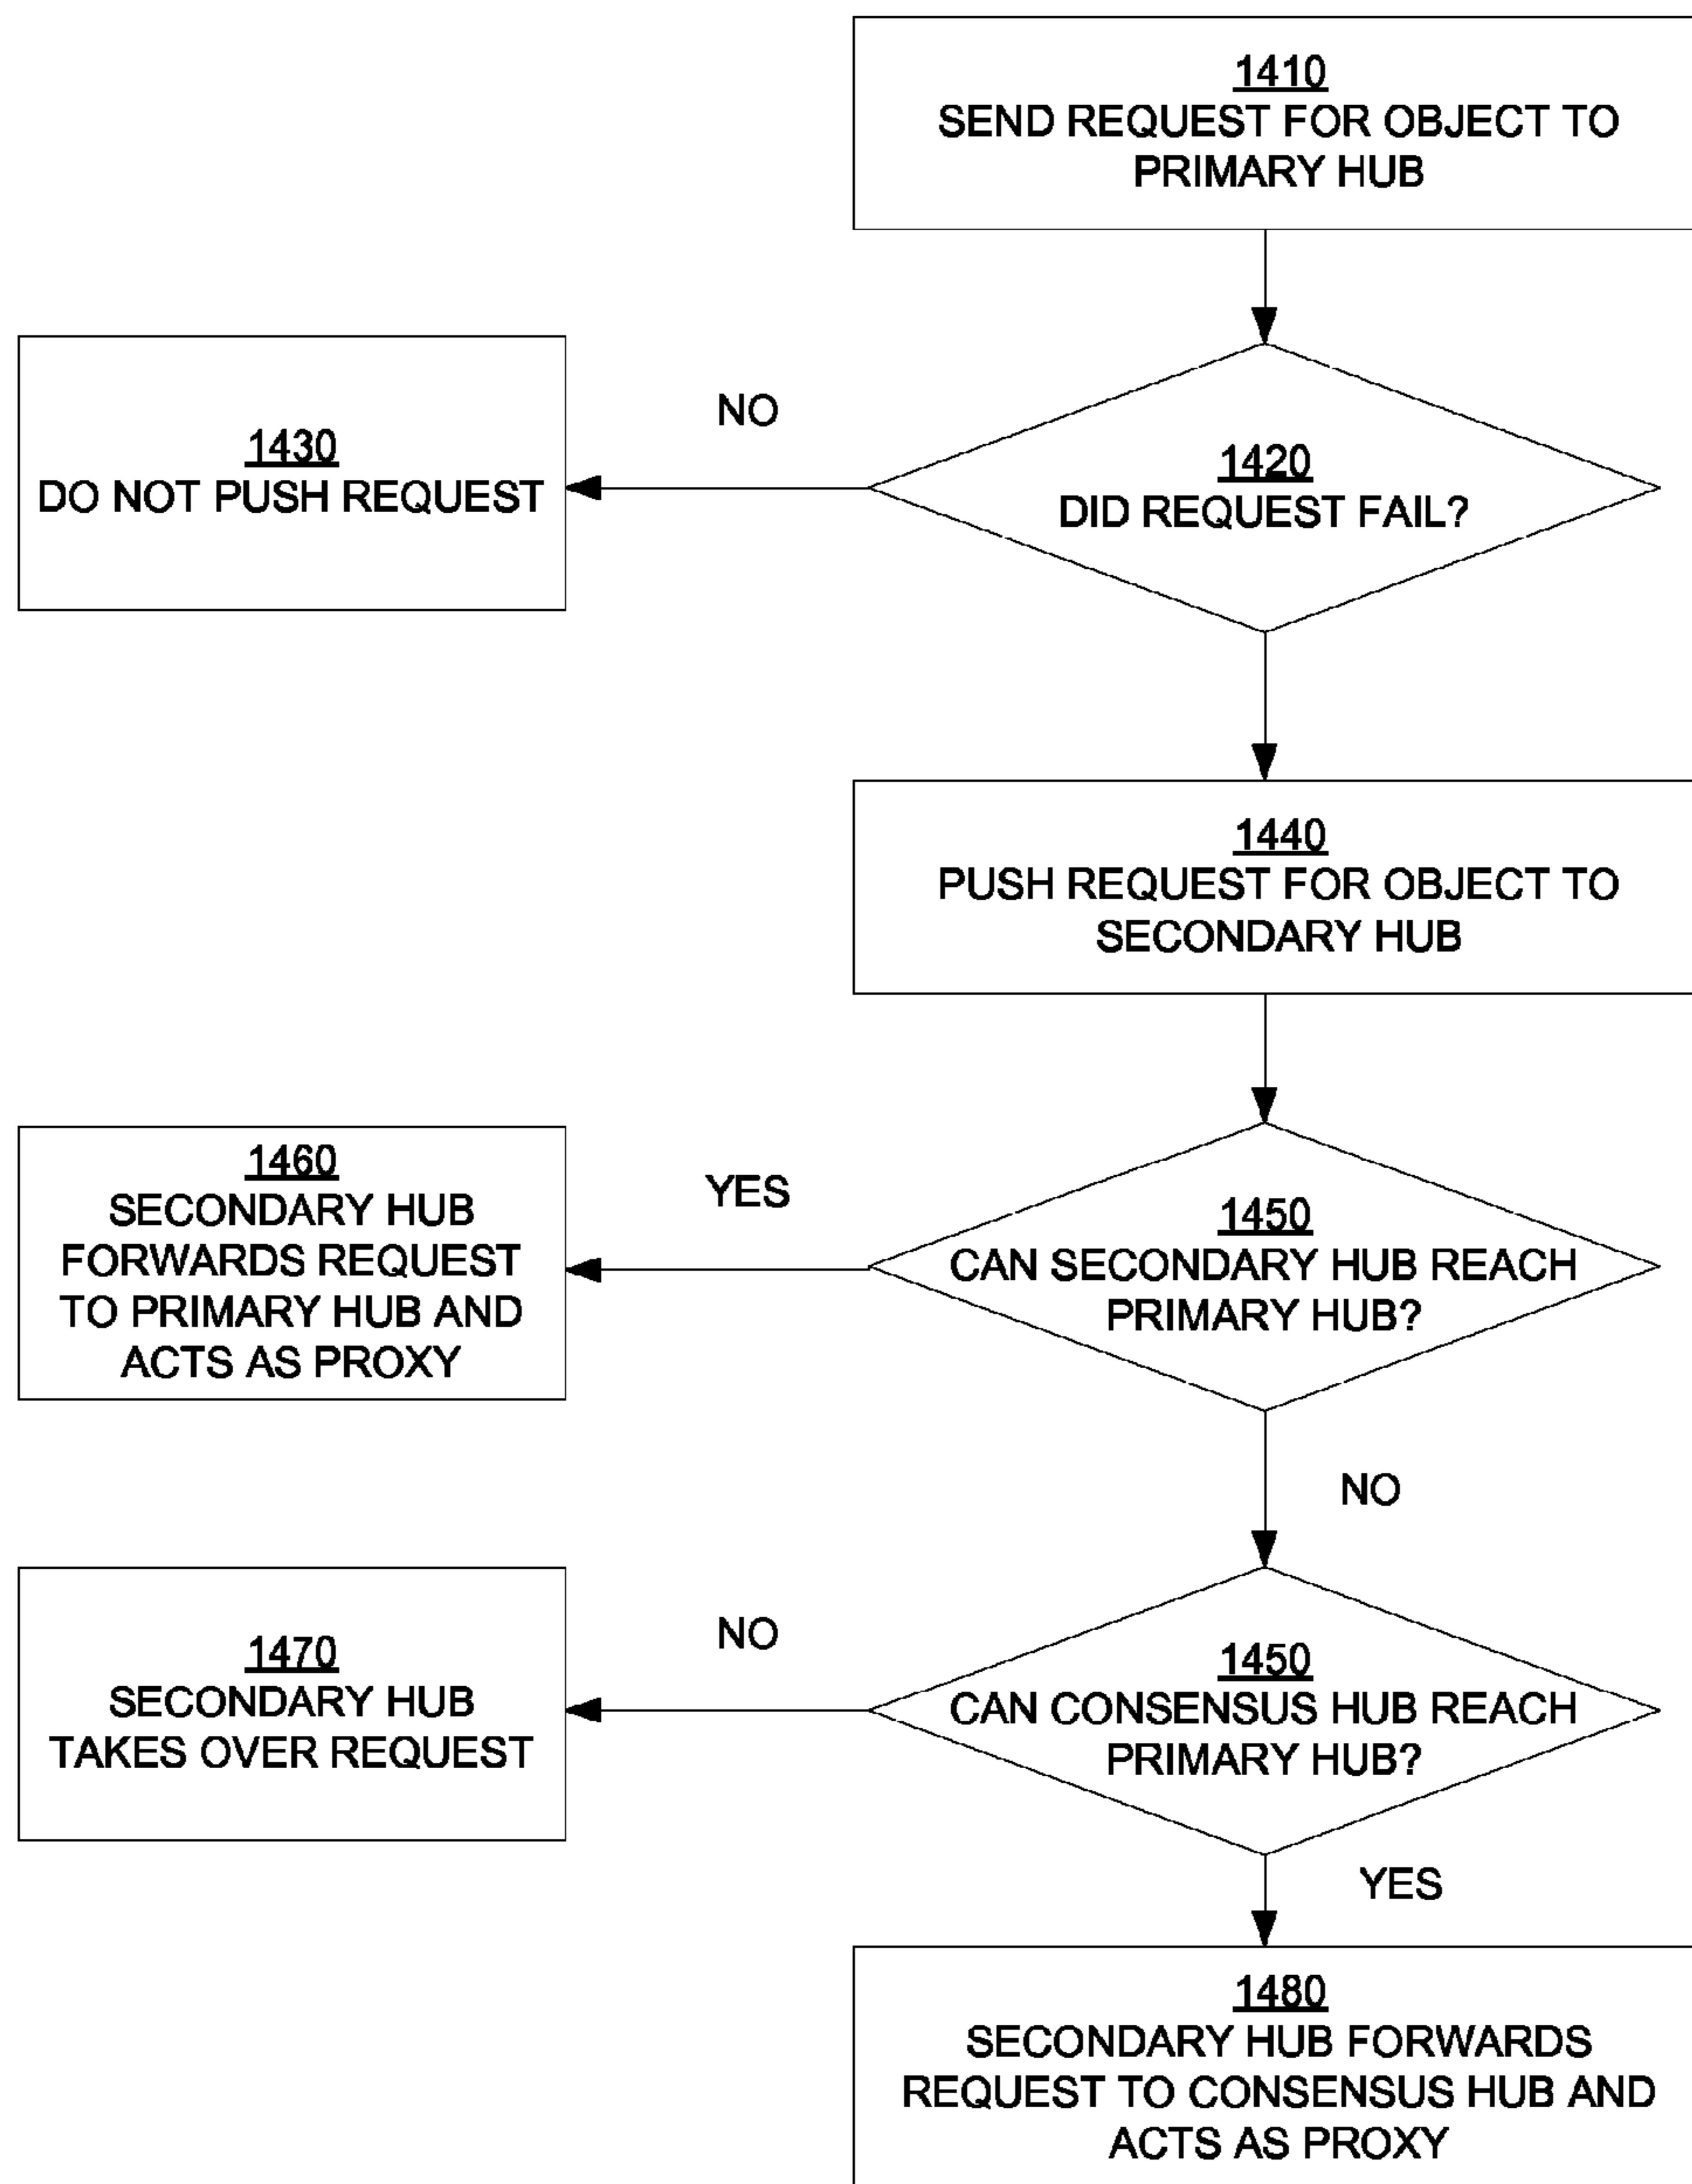 1410
SEND REQUEST FOR OBJECT TO
PRIMARY HUB
NO
1430
DO NOT PUSH REQUEST
1420
DID REQUEST FAIL?
1440
PUSH REQUEST FOR OBJECT TO
SECONDARY HUB
1460
SECONDARY HUB
FORWARDS REQUEST
TO PRIMARY HUB AND
ACTS AS PROXY
YES
1450
CAN SECONDARY HUB REACH
PRIMARY HUB?
NO
1470
SECONDARY HUB
TAKES OVER REQUEST
NO
1450
CAN CONSENSUS HUB REACH
PRIMARY HUB?
YES
1480
SECONDARY HUB FORWARDS
REQUEST TO CONSENSUS HUB AND
ACTS AS PROXY